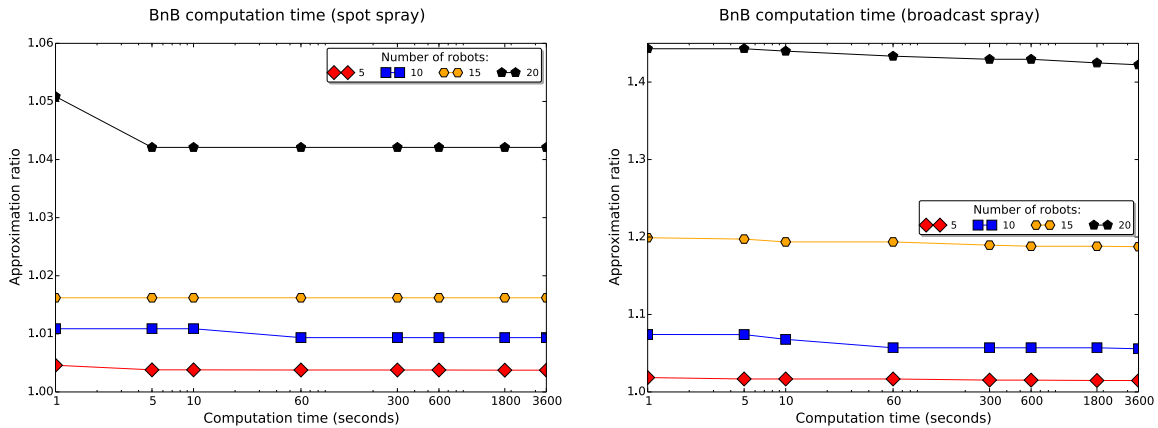 BnB computation time (spot spray)
1.06
1.05
1.04
1.03
1.02
1.01
1.00
Approximation ratio
Number of robots:
5 10 15 20
1 5 10 60 300 600 1800 3600
Computation time (seconds)
BnB computation time (broadcast spray)
1.4
1.3
1.2
1.1
1.0
Approximation ratio
Number of robots:
5 10 15 20
1 5 10 60 300 600 1800 3600
Computation time (seconds)